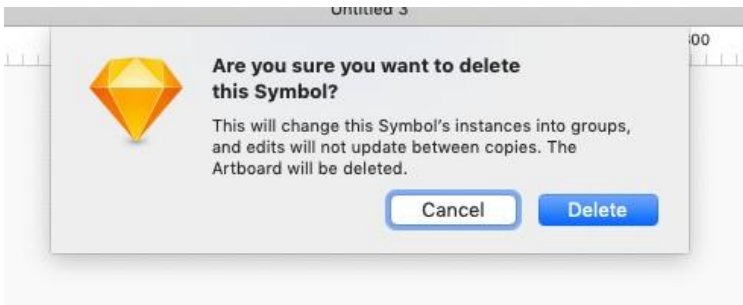 Untitled 3
00
Are you sure you want to delete
this Symbol?
This will change this Symbol's instances into groups,
and edits will not update between copies. The
Artboard will be deleted.
Cancel Delete